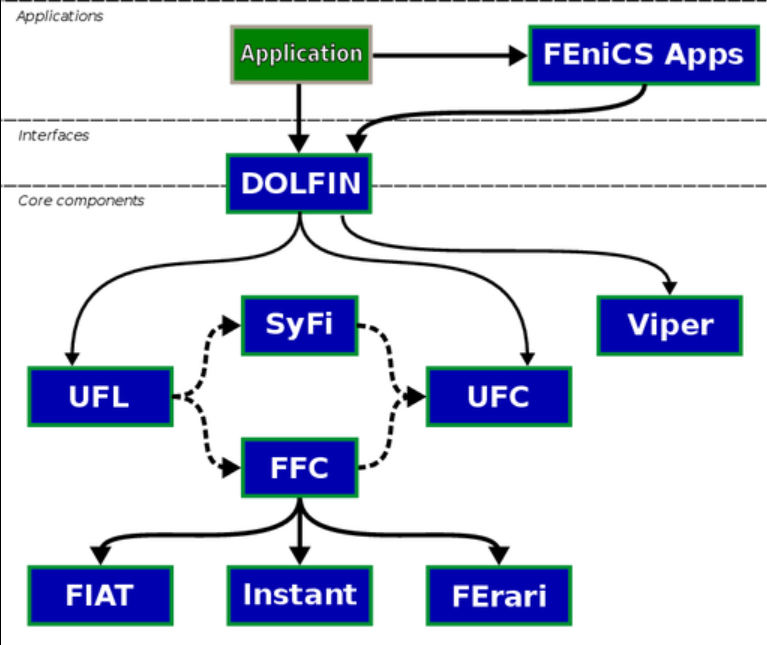 Applications
Application
FEniCS Apps
Interfaces
DOLFIN
Core components
SyFi
Viper
UFL
UFC
FFC
FIAT
Instant
FErari